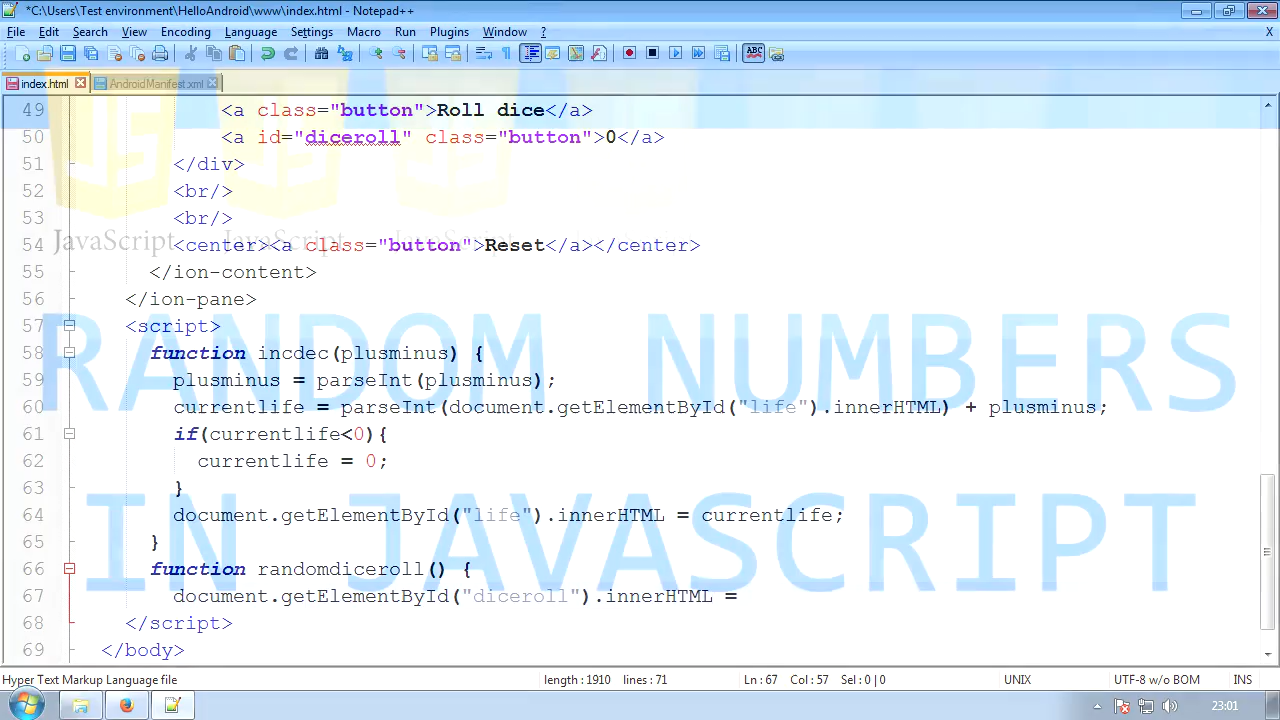 *C:\Users\Test environment\HelloAndroid\www\index.html - Notepad++
File Edit Search View Encoding Language Settings Macro Run Plugins Window ? X
ABC
index.html AndroidManifest.xml
49 <a class="button">Roll dice</a>
50 <a id="diceroll" class="button">0</a>
51 </div>
52 <br/>
53 <br/>
JavaScript JavaScript
54 <center><a class="button">Reset</a></center>
55 </ion-content>
56 </ion-pane>
57 <script>
58 function incdec(plusminus) {
59 plusminus = parseInt(plusminus);
60 currentlife = parseInt(document.getElementById("life").innerHTML) + plusminus;
61 if(currentlife<0){
62 currentlife = 0;
63 }
64 document.getElementById("life").innerHTML = currentlife;
65 }
66 function randomdiceroll() {
67 document.getElementById("diceroll").innerHTML =
68 </script>
69 </body>
RANDOM NUMBERS
IN JAVASCRIPT
Hyper Text Markup Language file length : 1910 lines : 71 Ln : 67 Col : 57 Sel : 0 | 0 UNIX UTF-8 w/o BOM INS
23:01